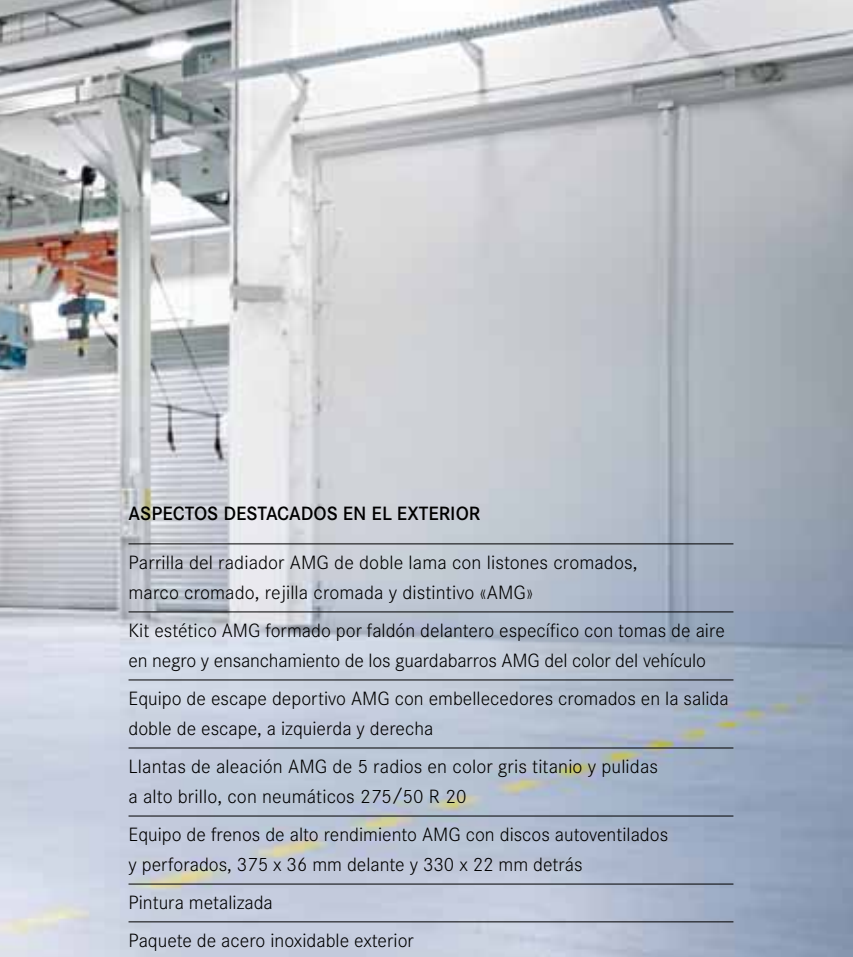 ASPECTOS DESTACADOS EN EL EXTERIOR
Parrilla del radiador AMG de doble lama con listones cromados,
marco cromado, rejilla cromada y distintivo «AMG»
Kit estético AMG formado por faldón delantero específico con tomas de aire
en negro y ensanchamiento de los guardabarros AMG del color del vehículo
Equipo de escape deportivo AMG con embellecedores cromados en la salida
doble de escape, a izquierda y derecha
Llantas de aleación AMG de 5 radios en color gris titanio y pulidas
a alto brillo, con neumáticos 275/50 R 20
Equipo de frenos de alto rendimiento AMG con discos autoventilados
y perforados, 375 x 36 mm delante y 330 x 22 mm detrás
Pintura metalizada
Paquete de acero inoxidable exterior